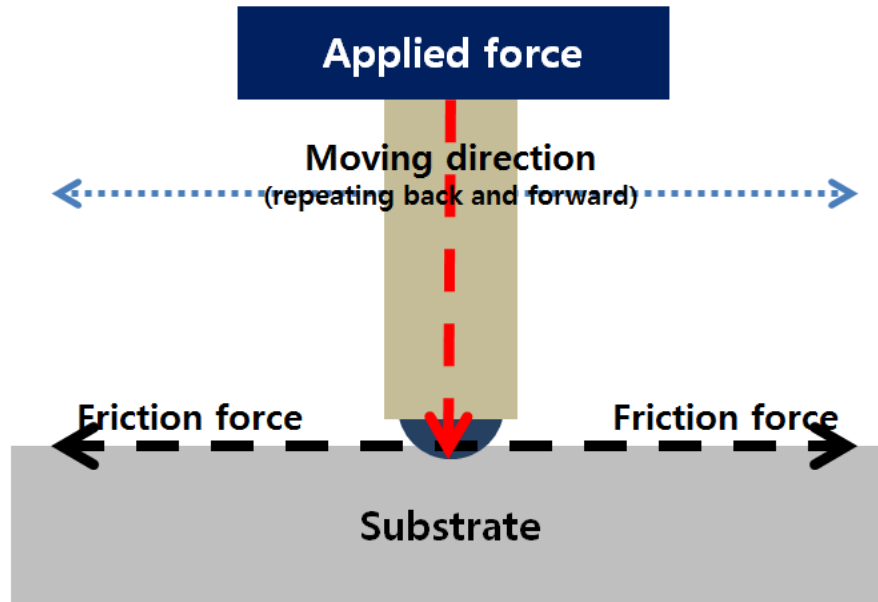 Applied force
Moving direction
(repeating back and forward)
Friction force
Friction force
Substrate